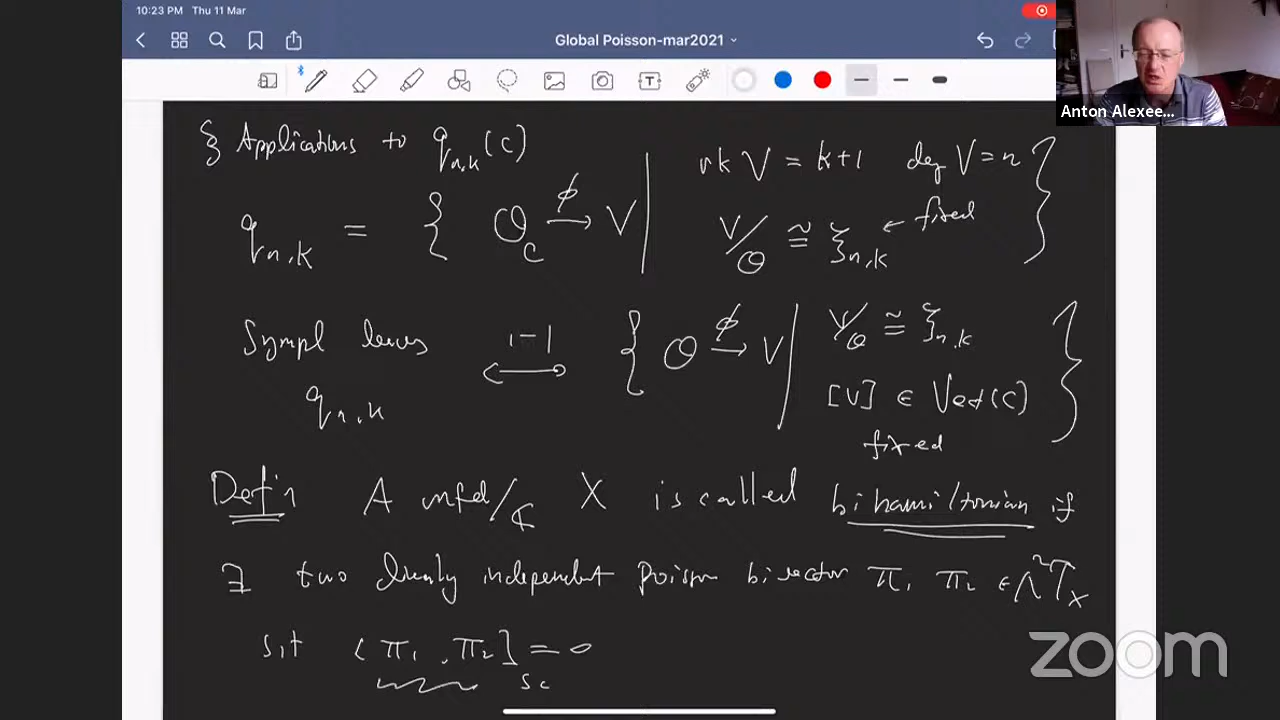 10:23 PM Thu 11 Mar
Global Poisson-mar2021
Anton Alexee...
§ Applications to q_{n,k}(C)
q_{n,k} = { O_C →^ϕ V | rk V = k+1 deg V = n
V/O ≅ ξ_{n,k} ← fixed }
Sympl leaves q_{n,k} ⟷^{1-1} { O →^ϕ V | V/O ≅ ξ_{n,k}
[V] ∈ Vect(C) fixed }
Def'n A mfd/ℂ X is called bihamiltonian if
∃ two linearly independent Poisson bivector π_1 π_2 ∈ Λ^2 T_X
s.t [π_1, π_2]_{sc} = 0
zoom